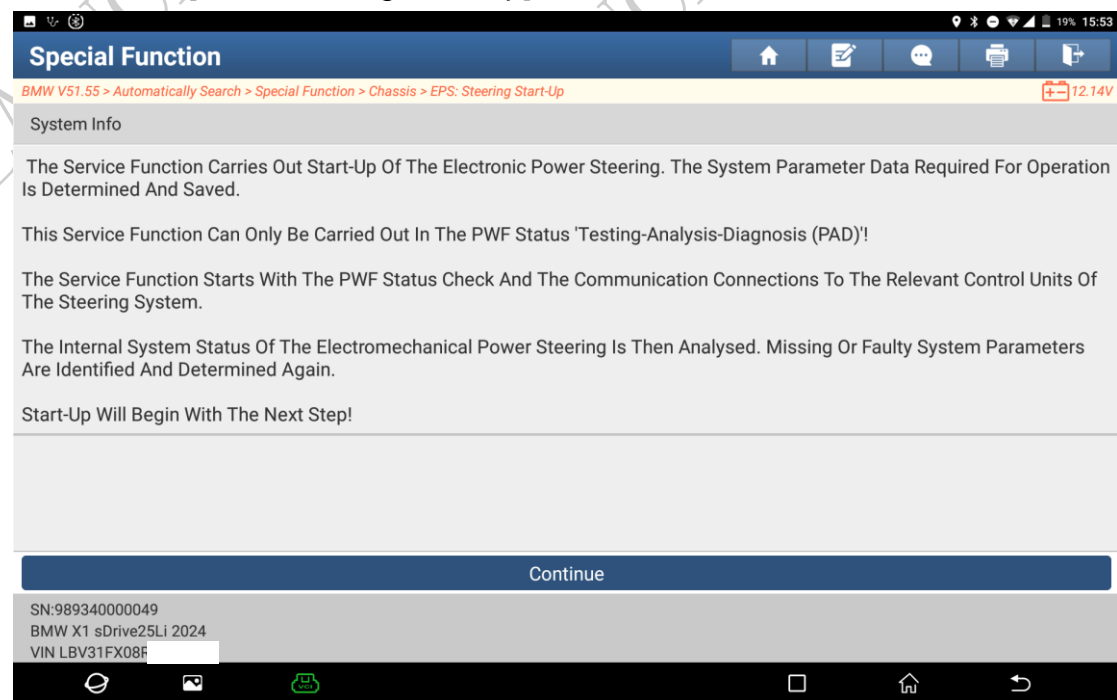 19% 15:53
Special Function
BMW V51.55 > Automatically Search > Special Function > Chassis > EPS: Steering Start-Up
12.14V
System Info
The Service Function Carries Out Start-Up Of The Electronic Power Steering. The System Parameter Data Required For Operation
Is Determined And Saved.
This Service Function Can Only Be Carried Out In The PWF Status 'Testing-Analysis-Diagnosis (PAD)'!
The Service Function Starts With The PWF Status Check And The Communication Connections To The Relevant Control Units Of
The Steering System.
The Internal System Status Of The Electromechanical Power Steering Is Then Analysed. Missing Or Faulty System Parameters
Are Identified And Determined Again.
Start-Up Will Begin With The Next Step!
Continue
SN:989340000049
BMW X1 sDrive25Li 2024
VIN LBV31FX08R
VCI